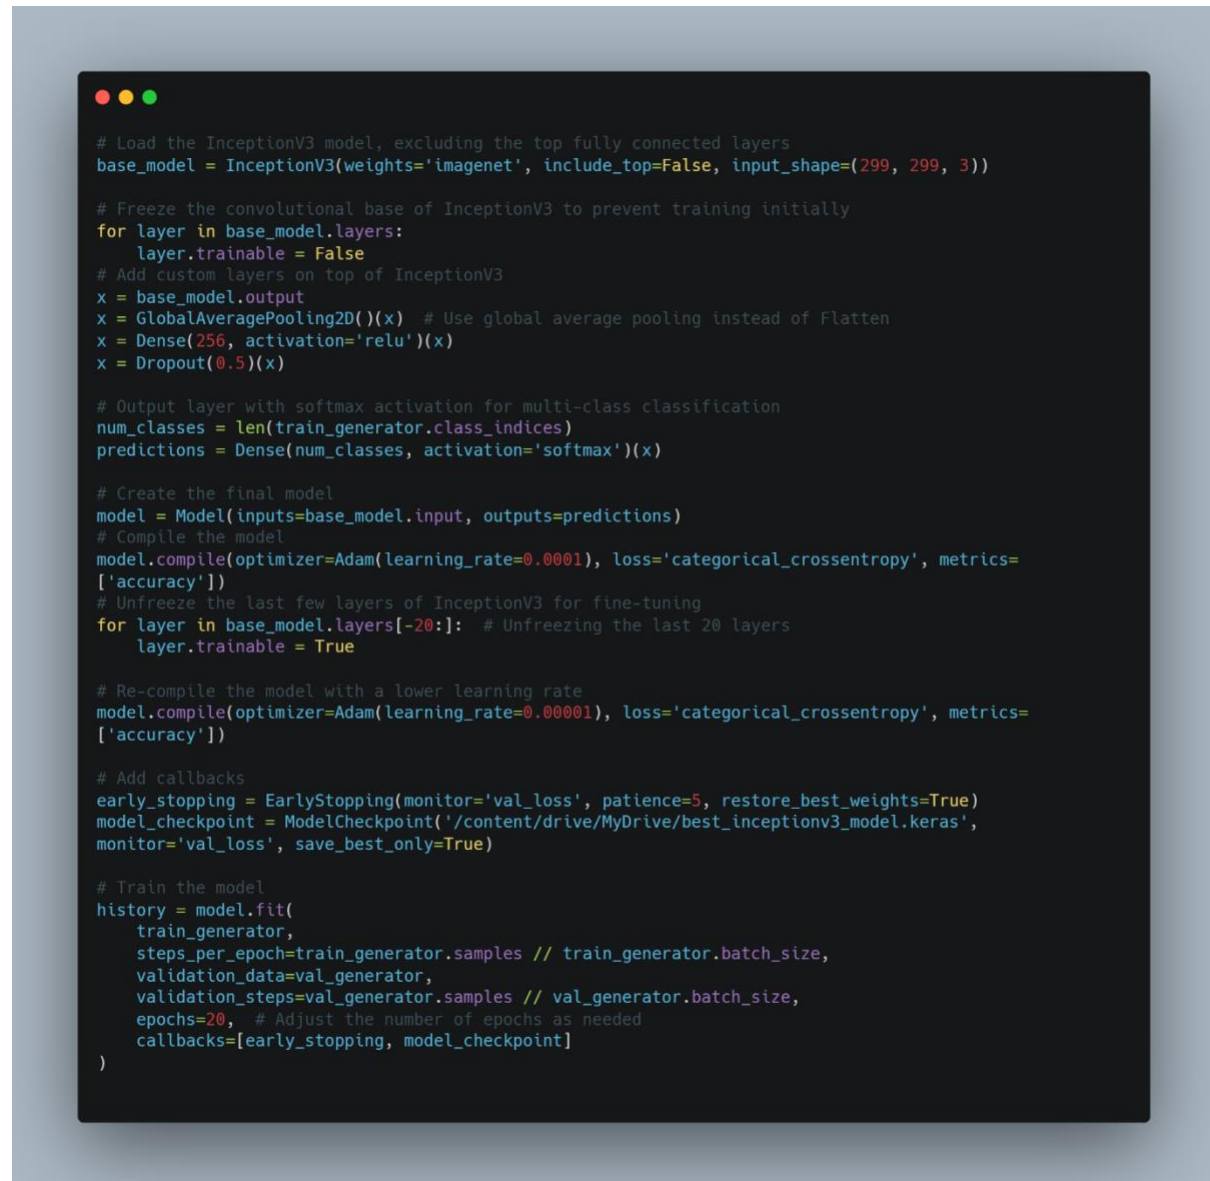 # Load the InceptionV3 model, excluding the top fully connected layers
base_model = InceptionV3(weights='imagenet', include_top=False, input_shape=(299, 299, 3))

# Freeze the convolutional base of InceptionV3 to prevent training initially
for layer in base_model.layers:
    layer.trainable = False
# Add custom layers on top of InceptionV3
x = base_model.output
x = GlobalAveragePooling2D()(x)  # Use global average pooling instead of Flatten
x = Dense(256, activation='relu')(x)
x = Dropout(0.5)(x)

# Output layer with softmax activation for multi-class classification
num_classes = len(train_generator.class_indices)
predictions = Dense(num_classes, activation='softmax')(x)

# Create the final model
model = Model(inputs=base_model.input, outputs=predictions)
# Compile the model
model.compile(optimizer=Adam(learning_rate=0.0001), loss='categorical_crossentropy', metrics=
['accuracy'])
# Unfreeze the last few layers of InceptionV3 for fine-tuning
for layer in base_model.layers[-20:]:  # Unfreezing the last 20 layers
    layer.trainable = True

# Re-compile the model with a lower learning rate
model.compile(optimizer=Adam(learning_rate=0.00001), loss='categorical_crossentropy', metrics=
['accuracy'])

# Add callbacks
early_stopping = EarlyStopping(monitor='val_loss', patience=5, restore_best_weights=True)
model_checkpoint = ModelCheckpoint('/content/drive/MyDrive/best_inceptionv3_model.keras',
monitor='val_loss', save_best_only=True)

# Train the model
history = model.fit(
    train_generator,
    steps_per_epoch=train_generator.samples // train_generator.batch_size,
    validation_data=val_generator,
    validation_steps=val_generator.samples // val_generator.batch_size,
    epochs=20,  # Adjust the number of epochs as needed
    callbacks=[early_stopping, model_checkpoint]
)